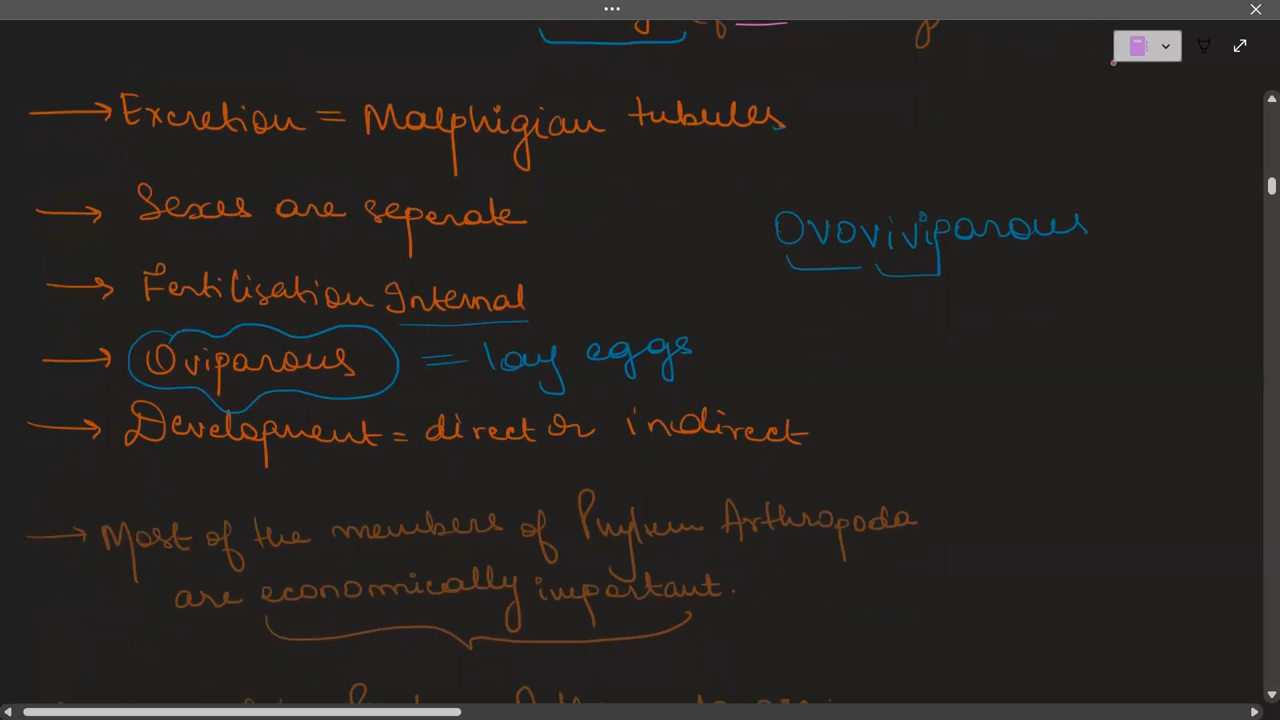 → Excretion = Malphigian tubules
→ Sexes are seperate
Ovoviviparous
→ Fertilisation Internal
→ Oviparous = lay eggs
→ Development = direct or indirect
→ Most of the members of Phylum Arthropoda
are economically important.